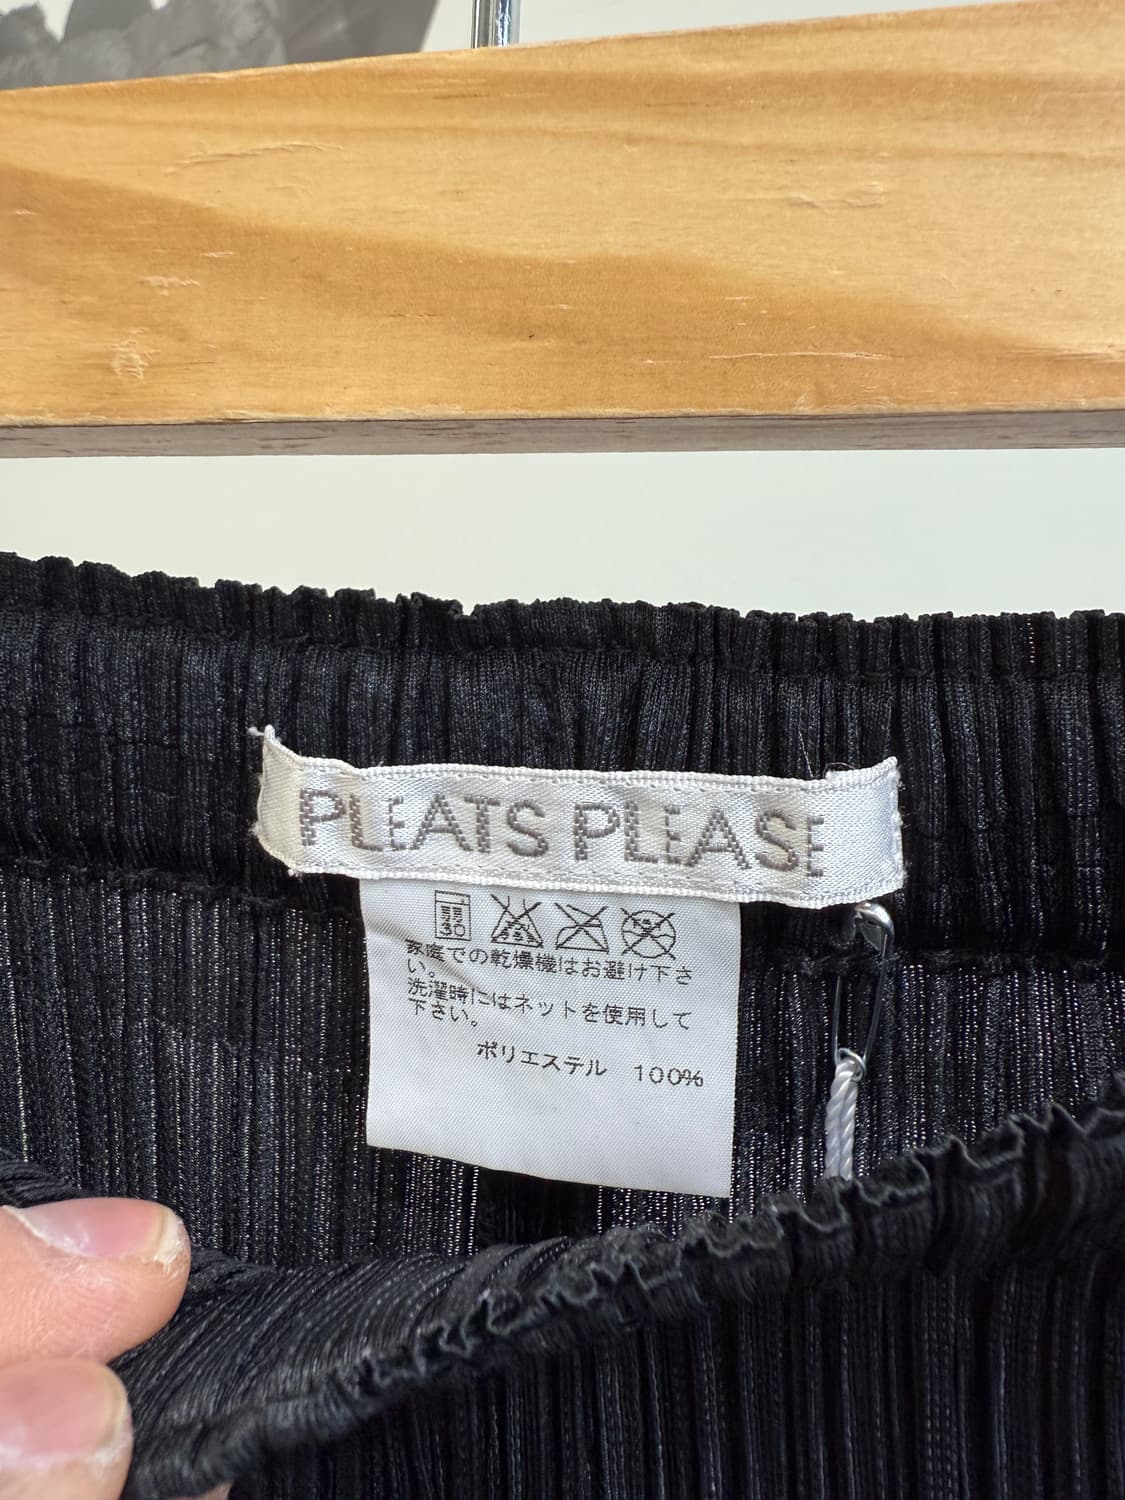 PLEATS PLEASE
弱
30
家庭での乾燥機はお避け下さ
い。
洗濯時にはネットを使用して
下さい。
ポリエステル 100%